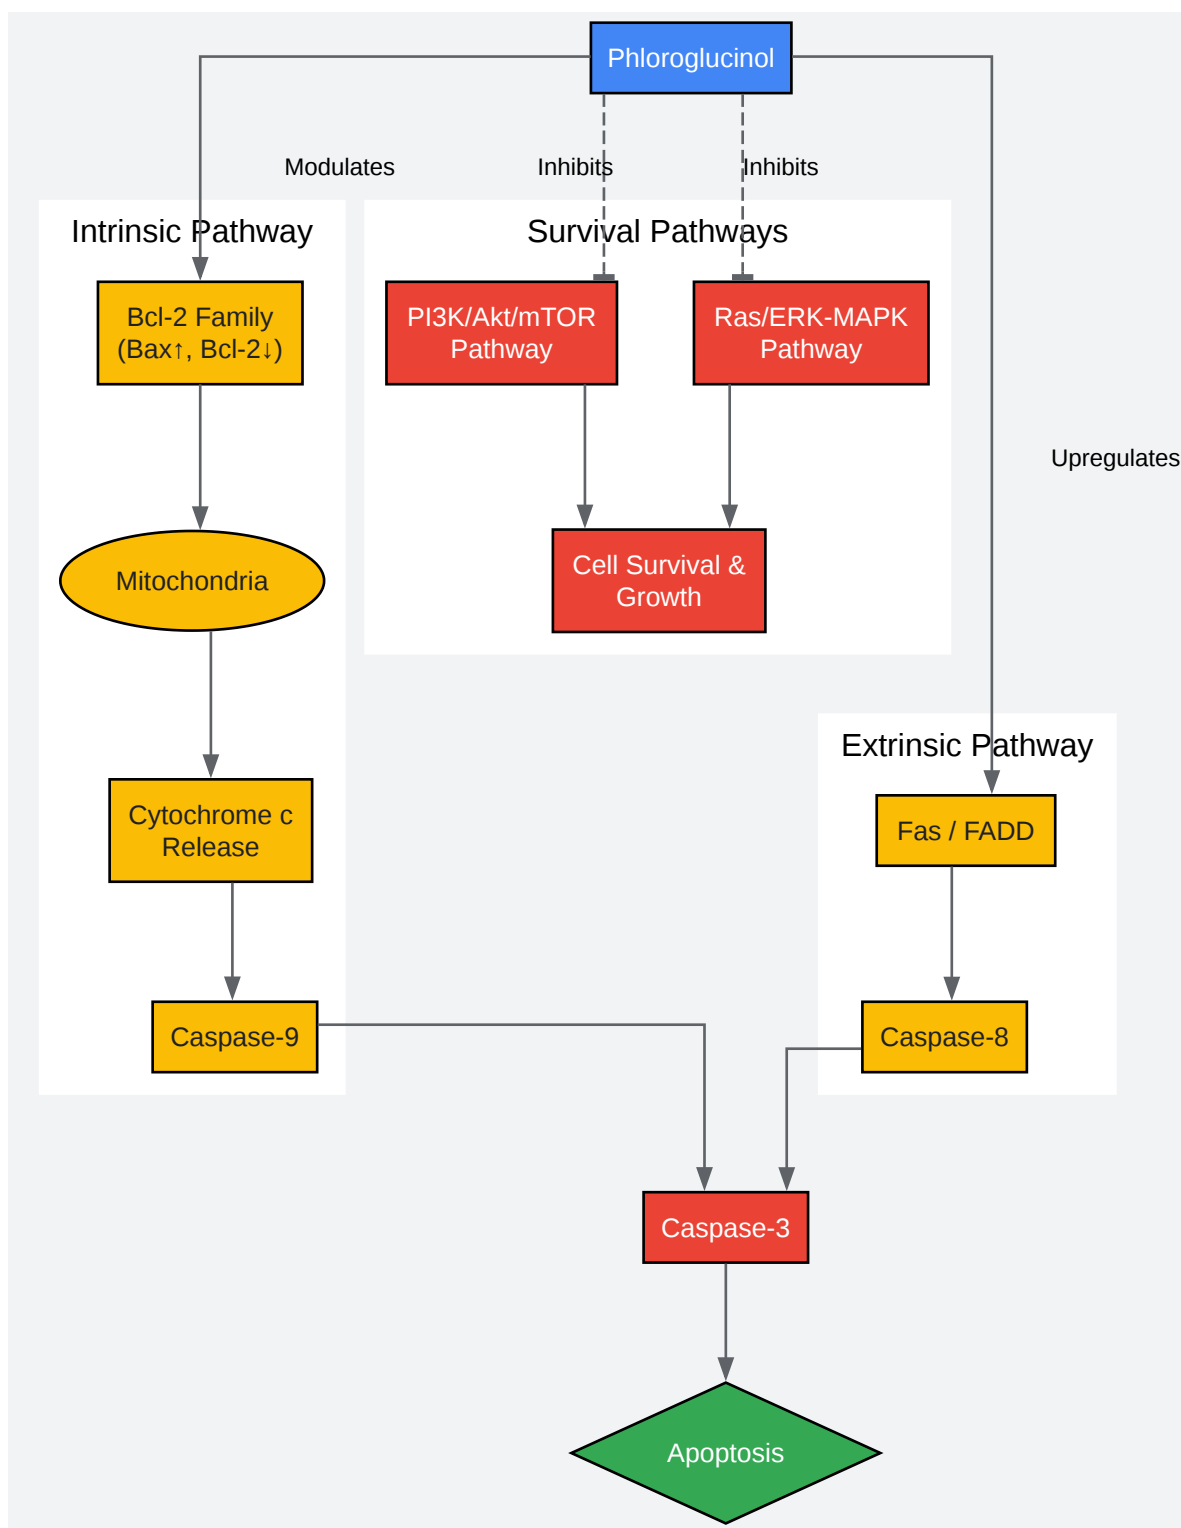 Phloroglucinol
Modulates
Inhibits
Inhibits
Intrinsic Pathway
Survival Pathways
Bcl-2 Family
(Bax↑, Bcl-2↓)
PI3K/Akt/mTOR
Pathway
Ras/ERK-MAPK
Pathway
Upregulates
Mitochondria
Cell Survival &
Growth
Extrinsic Pathway
Cytochrome c
Release
Fas / FADD
Caspase-9
Caspase-8
Caspase-3
Apoptosis